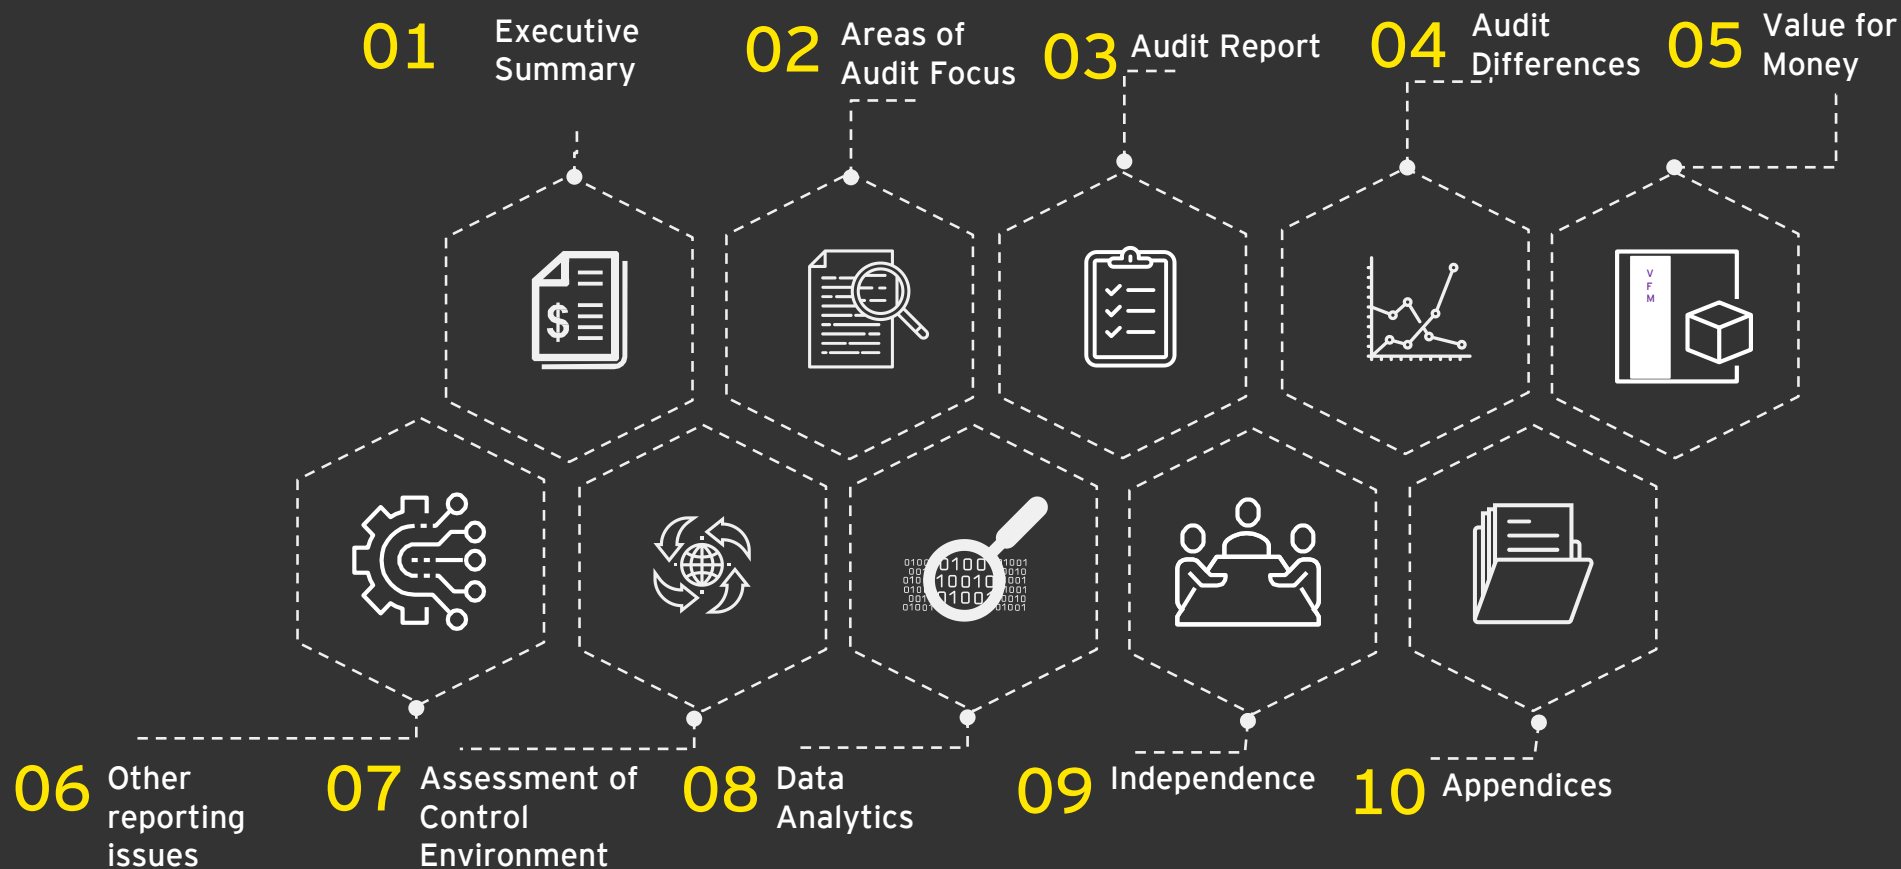 01
Executive
Summary
02
Areas of
Audit Focus
03
Audit Report
04
Audit
Differences
05
Value for
Money
$
V
F
M
06
Other
reporting
issues
07
Assessment of
Control
Environment
08
Data
Analytics
09
Independence
10
Appendices